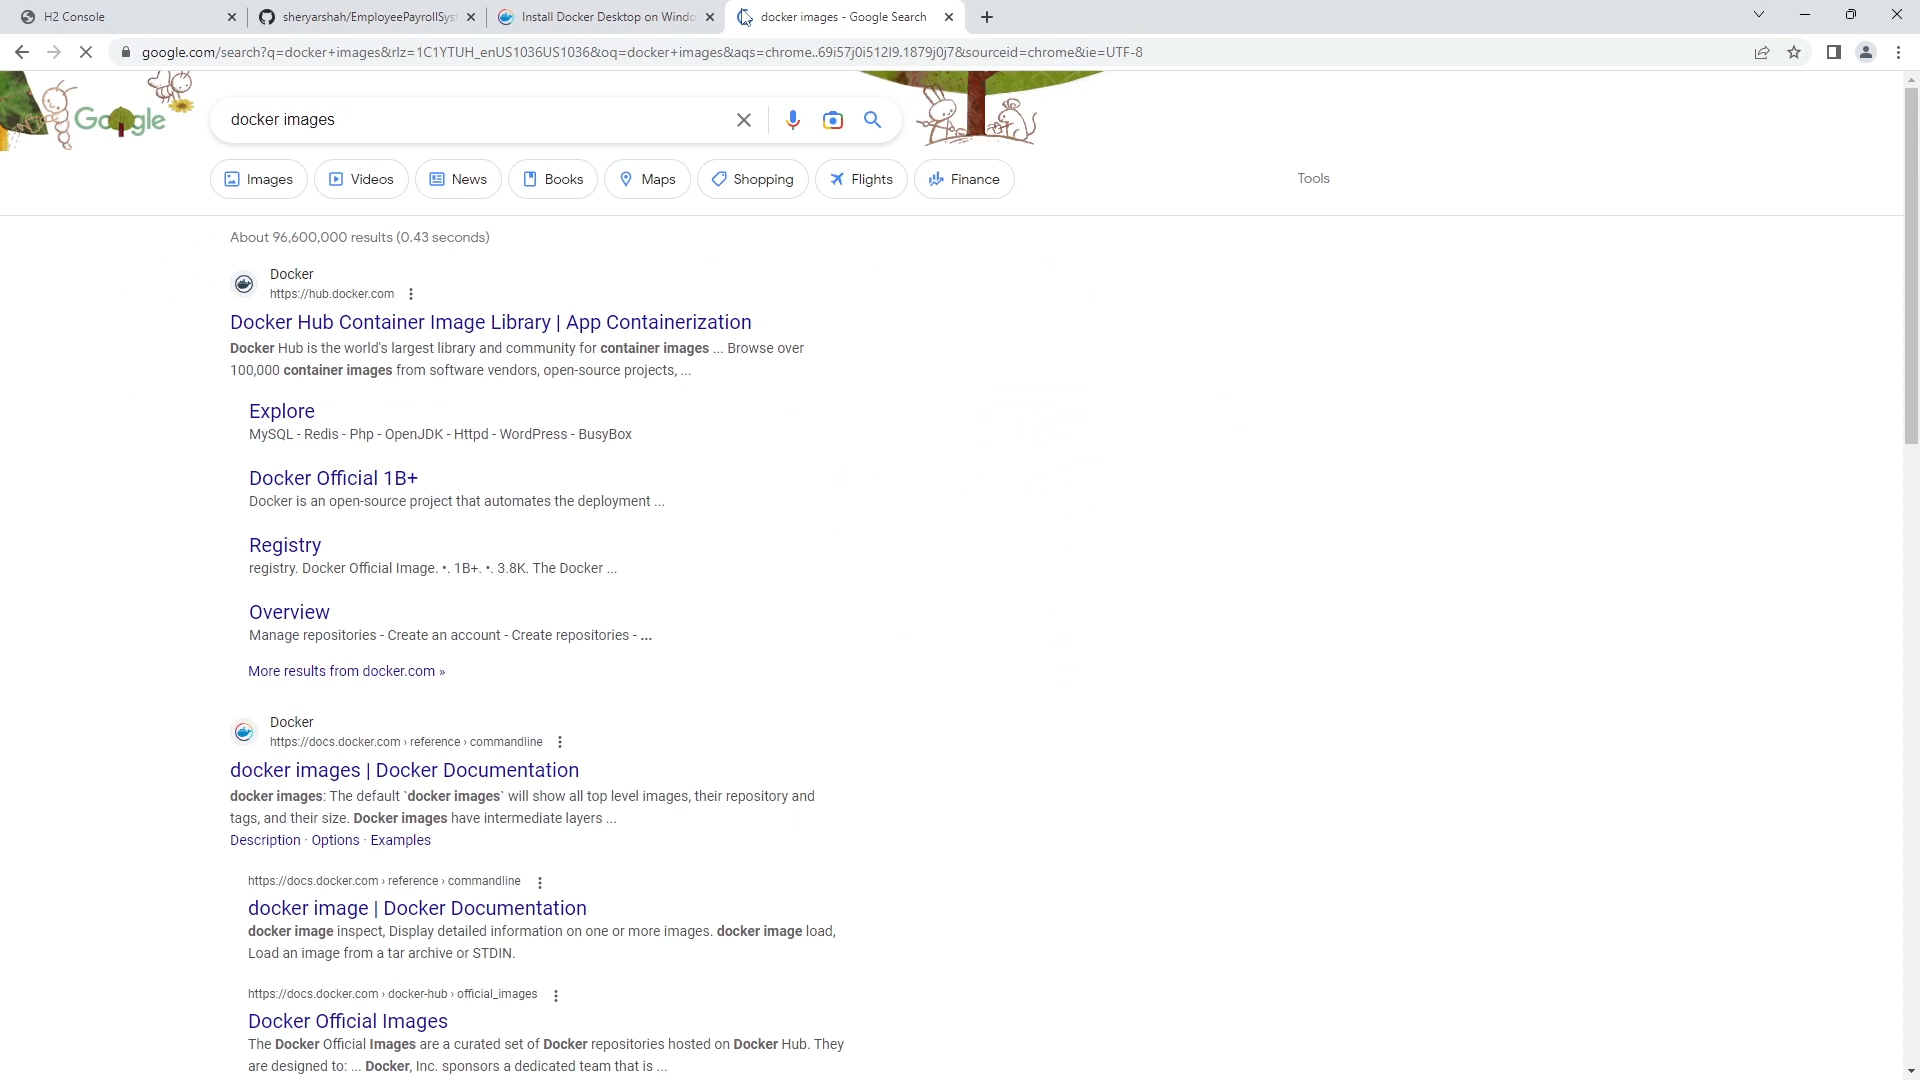 H2 Console
sheryarshah/EmployeePayrollSyst
Install Docker Desktop on Windo
docker images - Google Search
google.com/search?q=docker+images&rlz=1C1YTUH_enUS1036US1036&oq=docker+images&aqs=chrome..69i57j0i512l9.1879j0j7&sourceid=chrome&ie=UTF-8
Google
docker images
Images
Videos
News
Books
Maps
Shopping
Flights
Finance
Tools
About 96,600,000 results (0.43 seconds)
Docker
https://hub.docker.com
Docker Hub Container Image Library | App Containerization
Docker Hub is the world's largest library and community for container images ... Browse over
100,000 container images from software vendors, open-source projects, ...
Explore
MySQL - Redis - Php - OpenJDK - Httpd - WordPress - BusyBox
Docker Official 1B+
Docker is an open-source project that automates the deployment ...
Registry
registry. Docker Official Image. •. 1B+. •. 3.8K. The Docker ...
Overview
Manage repositories - Create an account - Create repositories - ...
More results from docker.com »
Docker
https://docs.docker.com › reference › commandline
docker images | Docker Documentation
docker images: The default `docker images` will show all top level images, their repository and
tags, and their size. Docker images have intermediate layers ...
Description · Options · Examples
https://docs.docker.com › reference › commandline
docker image | Docker Documentation
docker image inspect, Display detailed information on one or more images. docker image load,
Load an image from a tar archive or STDIN.
https://docs.docker.com › docker-hub › official_images
Docker Official Images
The Docker Official Images are a curated set of Docker repositories hosted on Docker Hub. They
are designed to: ... Docker, Inc. sponsors a dedicated team that is ...